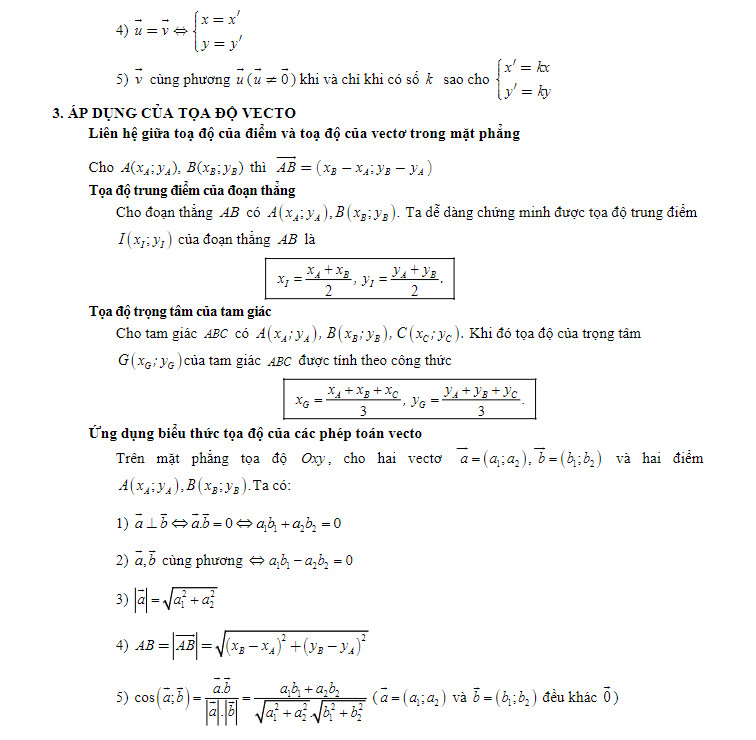 4) $\vec{u} = \vec{v} \Leftrightarrow \begin{cases} x = x' \\ y = y' \end{cases}$
5) $\vec{v}$ cùng phương $\vec{u}$ ($\vec{u} \neq \vec{0}$) khi và chỉ khi có số $k$ sao cho $\begin{cases} x' = kx \\ y' = ky \end{cases}$
3. ÁP DỤNG CỦA TỌA ĐỘ VECTO
Liên hệ giữa toạ độ của điểm và toạ độ của vectơ trong mặt phẳng
Cho $A(x_A; y_A)$, $B(x_B; y_B)$ thì $\overrightarrow{AB} = (x_B - x_A; y_B - y_A)$
Tọa độ trung điểm của đoạn thẳng
Cho đoạn thẳng $AB$ có $A(x_A; y_A), B(x_B; y_B)$. Ta dễ dàng chứng minh được tọa độ trung điểm
$I(x_I; y_I)$ của đoạn thẳng $AB$ là
$x_I = \frac{x_A + x_B}{2}, y_I = \frac{y_A + y_B}{2}.$
Tọa độ trọng tâm của tam giác
Cho tam giác $ABC$ có $A(x_A; y_A), B(x_B; y_B), C(x_C; y_C)$. Khi đó tọa độ của trọng tâm
$G(x_G; y_G)$ của tam giác $ABC$ được tính theo công thức
$x_G = \frac{x_A + x_B + x_C}{3}, y_G = \frac{y_A + y_B + y_C}{3}.$
Ứng dụng biểu thức tọa độ của các phép toán vecto
Trên mặt phẳng tọa độ $Oxy$, cho hai vectơ $\vec{a} = (a_1; a_2), \vec{b} = (b_1; b_2)$ và hai điểm
$A(x_A; y_A), B(x_B; y_B)$. Ta có:
1) $\vec{a} \perp \vec{b} \Leftrightarrow \vec{a}.\vec{b} = 0 \Leftrightarrow a_1b_1 + a_2b_2 = 0$
2) $\vec{a}, \vec{b}$ cùng phương $\Leftrightarrow a_1b_1 - a_2b_2 = 0$
3) $|\vec{a}| = \sqrt{a_1^2 + a_2^2}$
4) $AB = |\overrightarrow{AB}| = \sqrt{(x_B - x_A)^2 + (y_B - y_A)^2}$
5) $\cos(\vec{a}; \vec{b}) = \frac{\vec{a}.\vec{b}}{|\vec{a}|.|\vec{b}|} = \frac{a_1b_1 + a_2b_2}{\sqrt{a_1^2 + a_2^2}.\sqrt{b_1^2 + b_2^2}}$ ($\vec{a} = (a_1; a_2)$ và $\vec{b} = (b_1; b_2)$ đều khác $\vec{0}$)